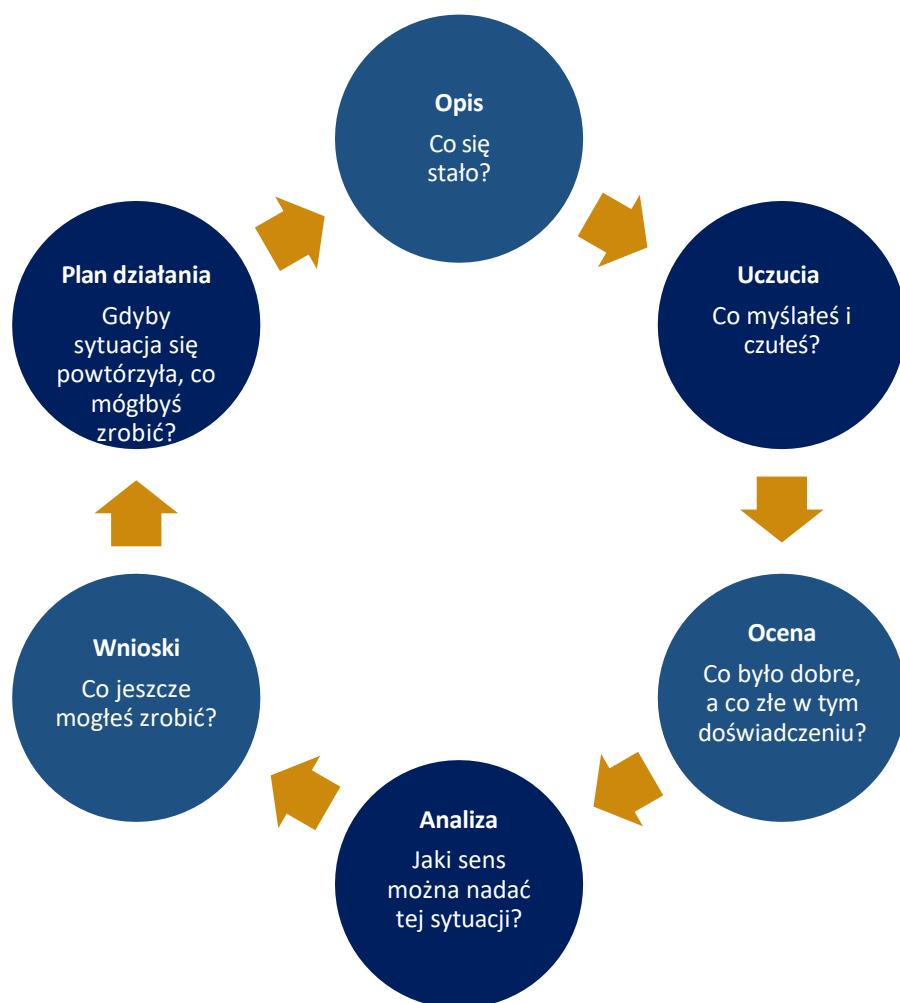 Opis
Co się
stało?
Uczucia
Co myślałeś i
czułeś?
Ocena
Co było dobre,
a co złe w tym
doświadczeniu?
Analiza
Jaki sens
można nadać
tej sytuacji?
Wnioski
Co jeszcze
mogłeś zrobić?
Plan działania
Gdyby
sytuacja się
powtórzyła, co
mógłbyś
zrobić?